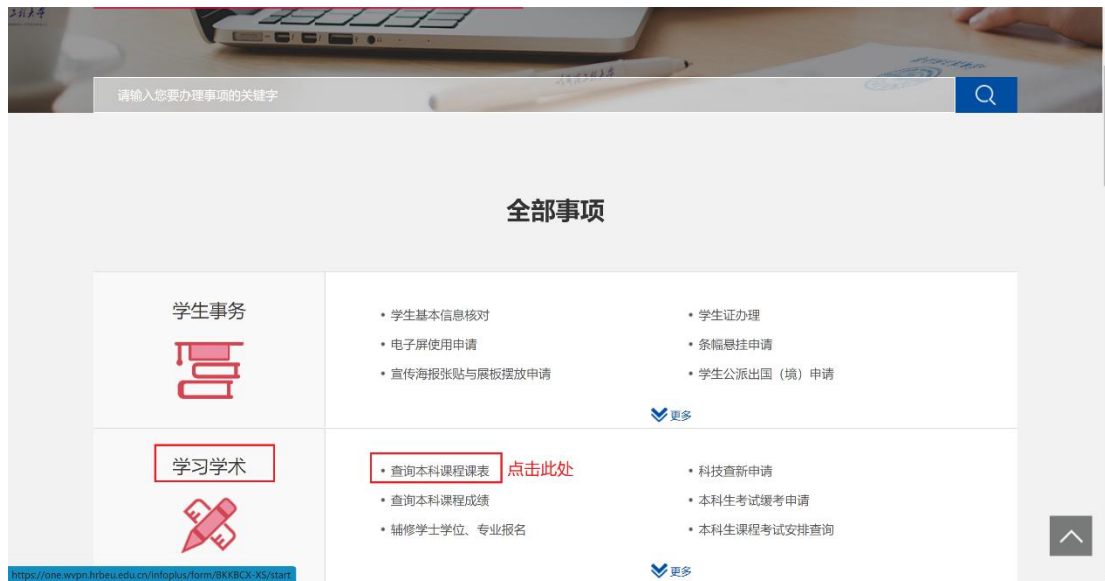 请输入您要办理事项的关键字
全部事项
学生事务
• 学生基本信息核对
• 学生证办理
• 电子屏使用申请
• 条幅悬挂申请
• 宣传海报张贴与展板摆放申请
• 学生公派出国（境）申请
更多
学习学术
• 查询本科课程课表
点击此处
• 科技查新申请
• 查询本科课程成绩
• 本科生考试缓考申请
• 辅修学士学位、专业报名
• 本科生课程考试安排查询
更多
https://one.wvpn.hrbeu.edu.cn/infoplus/form/BKKBCX-XS/start